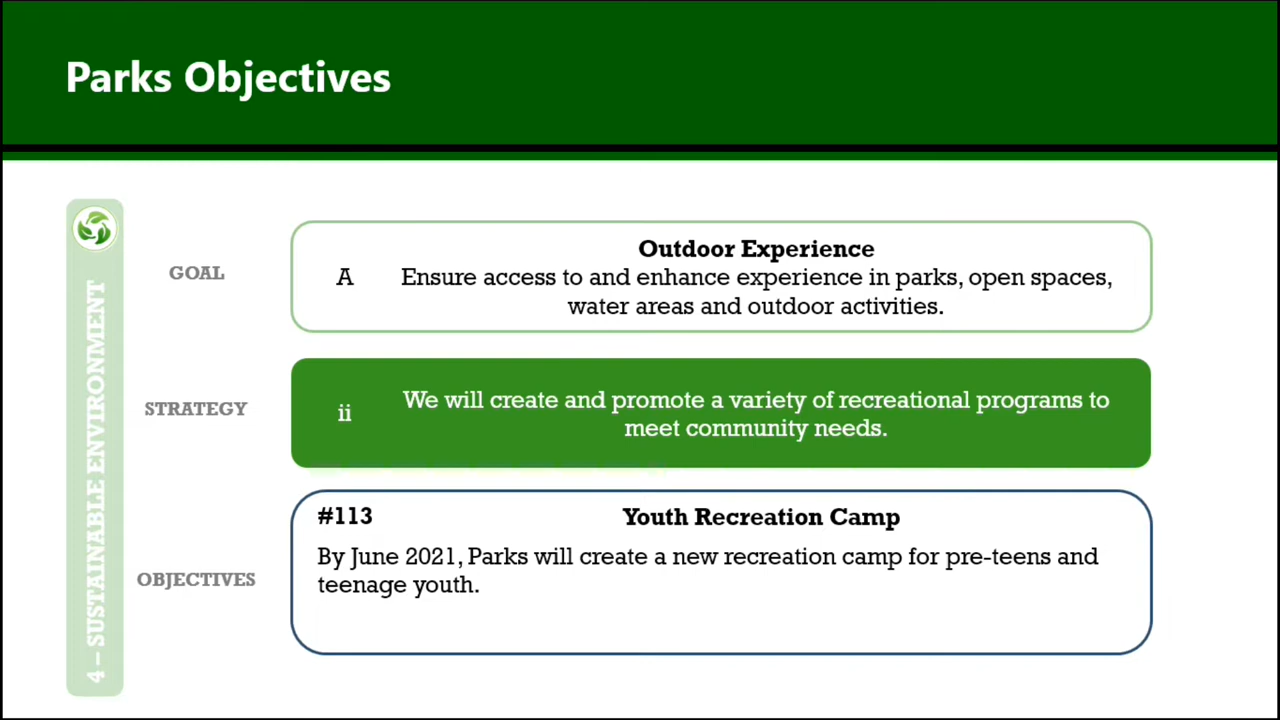 Parks Objectives
4 – SUSTAINABLE ENVIRONMENT
GOAL
A
Outdoor Experience
Ensure access to and enhance experience in parks, open spaces,
water areas and outdoor activities.
STRATEGY
ii
We will create and promote a variety of recreational programs to
meet community needs.
OBJECTIVES
#113 Youth Recreation Camp
By June 2021, Parks will create a new recreation camp for pre-teens and
teenage youth.